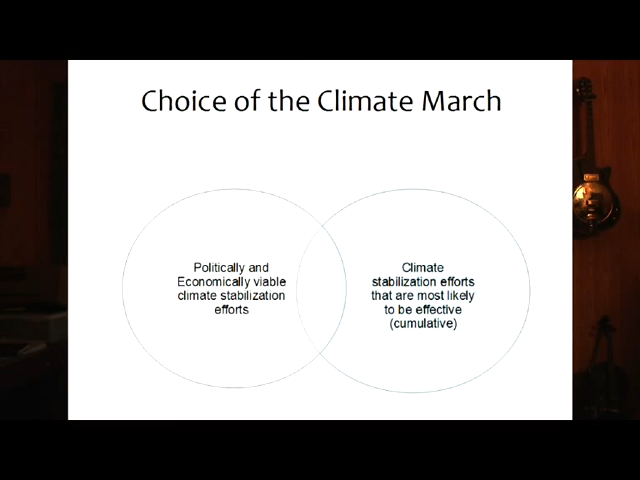 Choice of the Climate March
Politically and
Economically viable
climate stabilization
efforts
Climate
stabilization efforts
that are most likely
to be effective
(cumulative)